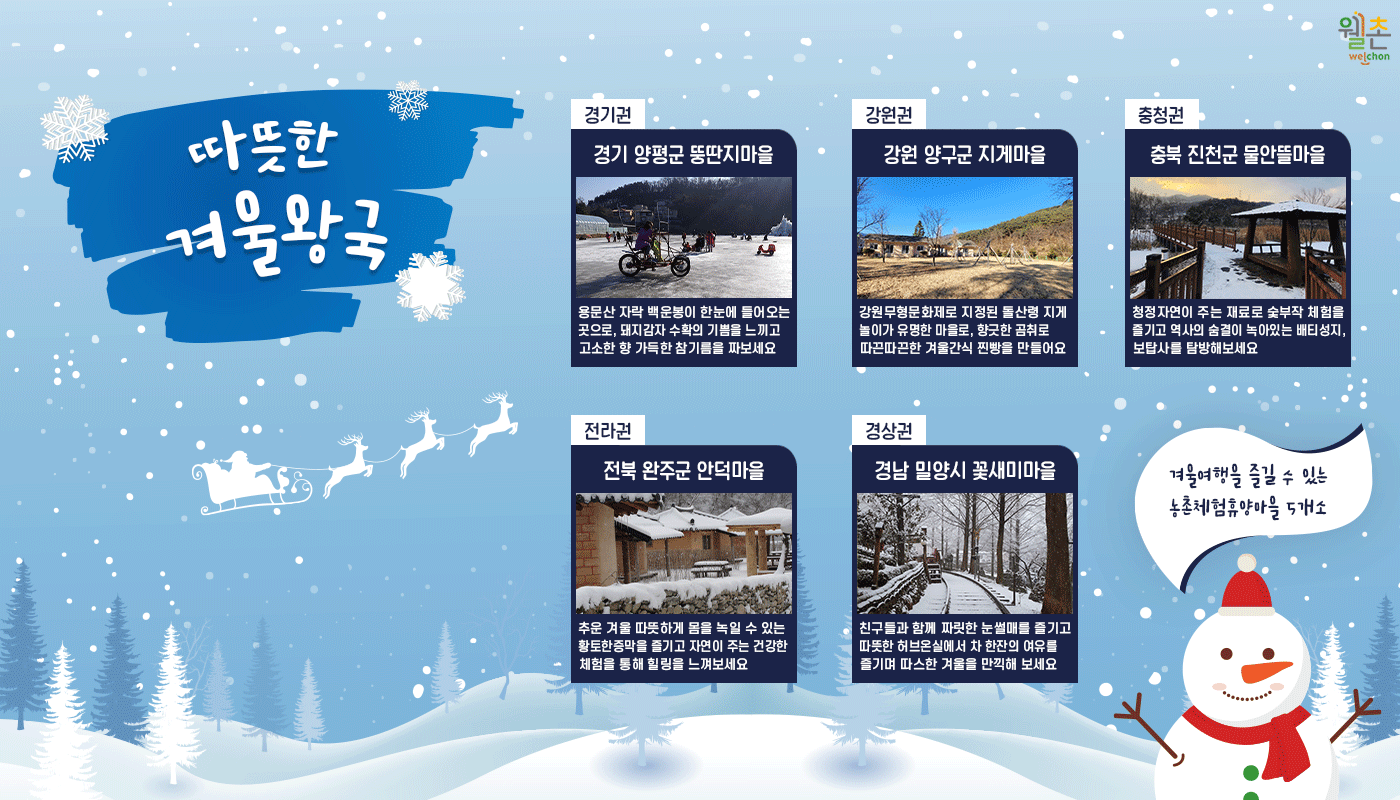 웰촌
welchon
따뜻한
겨울왕국
경기권
경기 양평군 뚱딴지마을
용문산 자락 백운봉이 한눈에 들어오는
곳으로, 돼지감자 수확의 기쁨을 느끼고
고소한 향 가득한 참기름을 짜보세요
강원권
강원 양구군 지게마을
강원무형문화제로 지정된 돌산령 지게
놀이가 유명한 마을로, 향긋한 곰취로
따끈따끈한 겨울간식 찐빵을 만들어요
충청권
충북 진천군 물안뜰마을
청정자연이 주는 재료로 숯부작 체험을
즐기고 역사의 숨결이 녹아있는 배티성지,
보탑사를 탐방해보세요
전라권
전북 완주군 안덕마을
추운 겨울 따뜻하게 몸을 녹일 수 있는
황토한증막을 즐기고 자연이 주는 건강한
체험을 통해 힐링을 느껴보세요
경상권
경남 밀양시 꽃새미마을
친구들과 함께 짜릿한 눈썰매를 즐기고
따뜻한 허브온실에서 차 한잔의 여유를
즐기며 따스한 겨울을 만끽해 보세요
겨울여행을 즐길 수 있는
농촌체험휴양마을 5개소